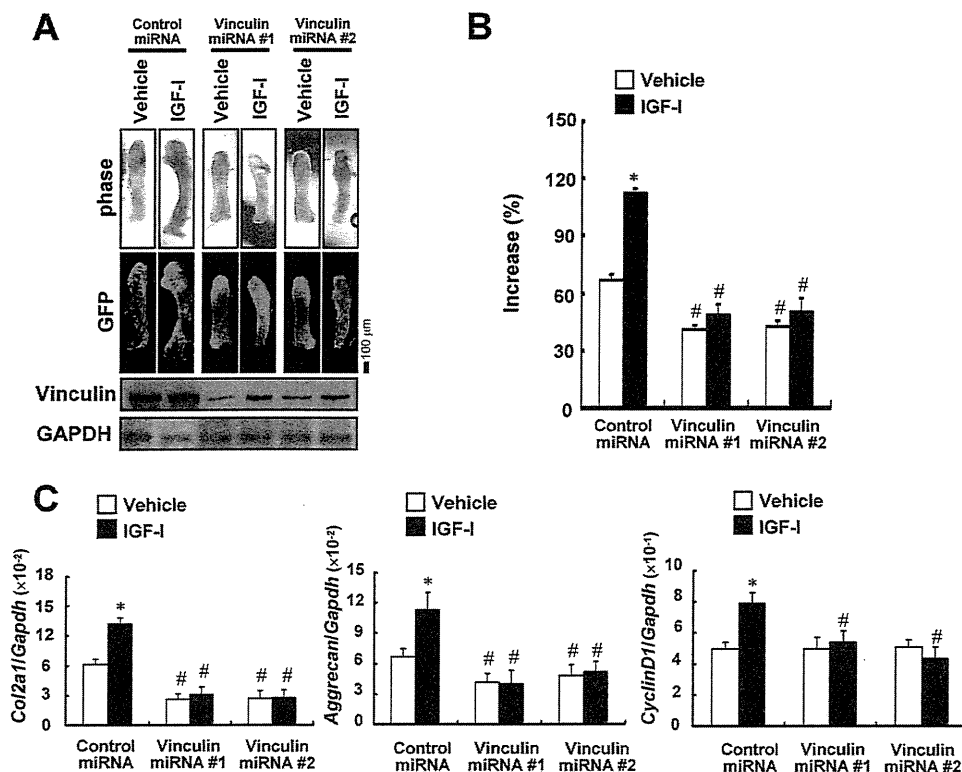 A
Control miRNA
Vinculin miRNA #1
Vinculin miRNA #2
Vehicle
IGF-I
Vehicle
IGF-I
Vehicle
IGF-I
phase
GFP
100 µm
Vinculin
GAPDH
B
Vehicle
IGF-I
Increase (%)
150
120
90
60
30
0
*
# #
# #
Control miRNA
Vinculin miRNA #1
Vinculin miRNA #2
C
Vehicle
IGF-I
Col2a1/Gapdh (×10-2)
18
15
12
6
3
0
*
# #
# #
Control miRNA
Vinculin miRNA #1
Vinculin miRNA #2
Vehicle
IGF-I
Aggrecan/Gapdh (×10-2)
15
12
9
6
3
0
*
# #
# #
Control miRNA
Vinculin miRNA #1
Vinculin miRNA #2
Vehicle
IGF-I
CyclinD1/Gapdh (×10-1)
10
8
6
4
2
0
*
#
#
Control miRNA
Vinculin miRNA #1
Vinculin miRNA #2